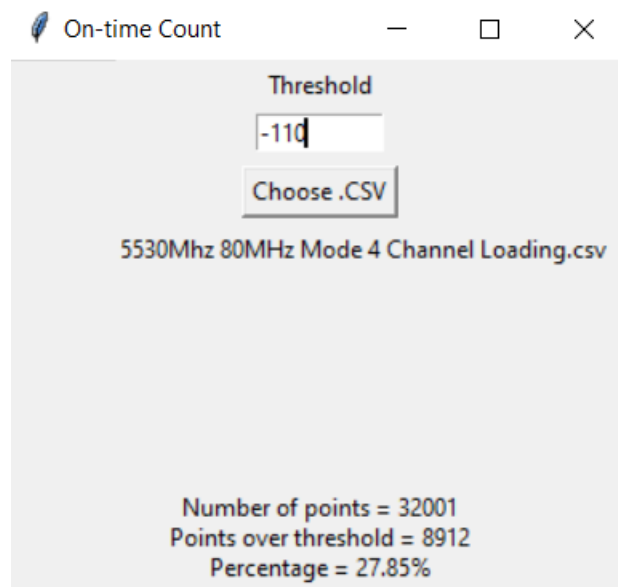 On-time Count
Threshold
-110
Choose .CSV
5530Mhz 80MHz Mode 4 Channel Loading.csv
Number of points = 32001
Points over threshold = 8912
Percentage = 27.85%